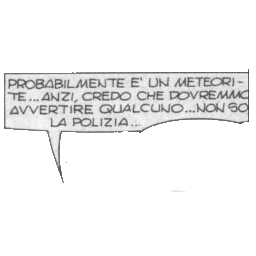 PROBABILMENTE E' UN METEORI-
TE...ANZI, CREDO CHE DOVREMMO
AVVERTIRE QUALCUNO...NON SO
LA POLIZIA...